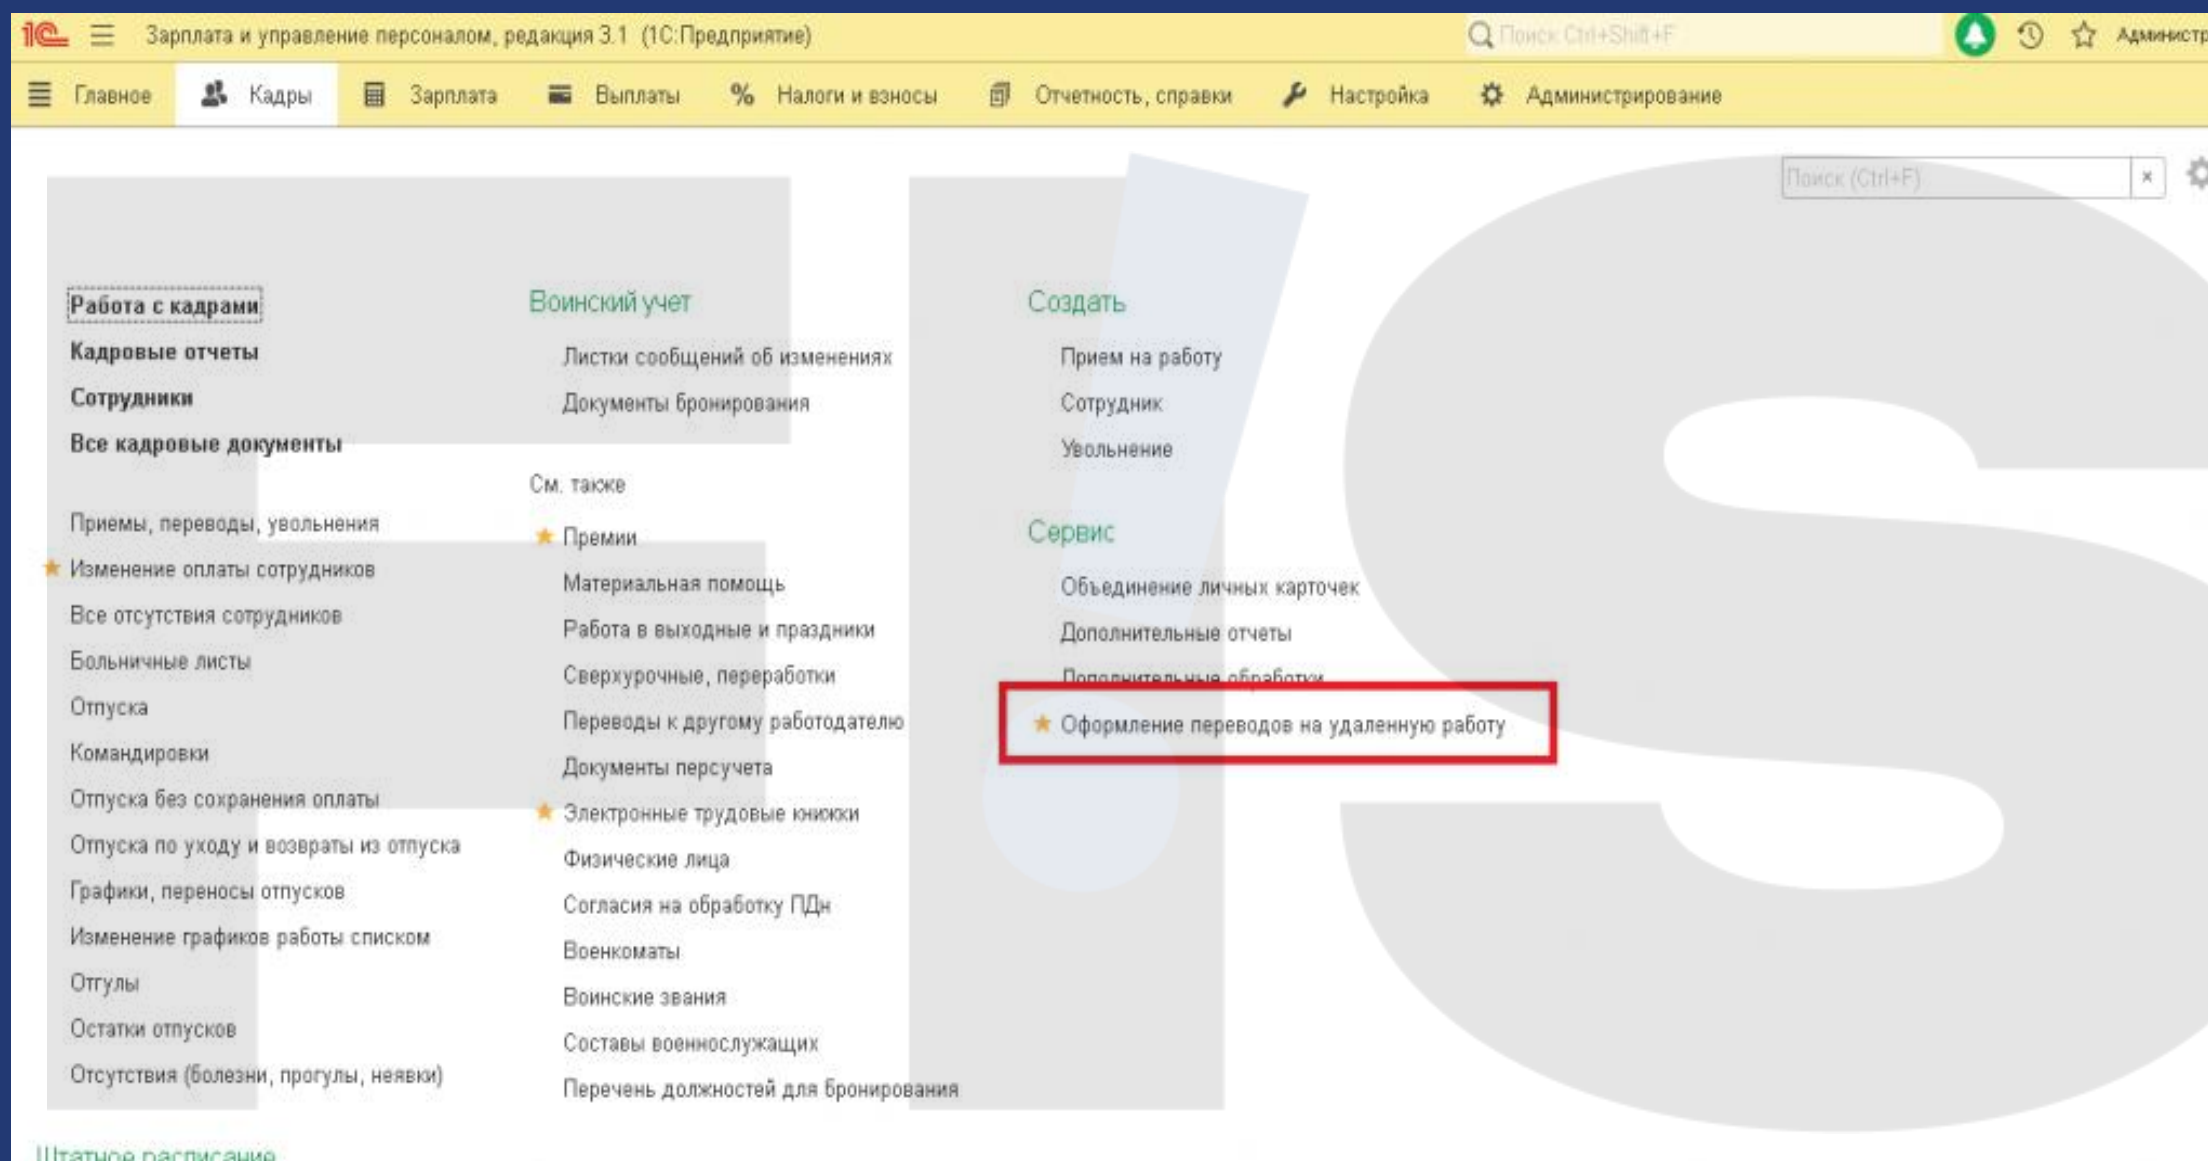 1С Зарплата и управление персоналом, редакция 3.1 (1С:Предприятие)
Поиск Ctrl+Shift+F
Администр
Главное
Кадры
Зарплата
Выплаты
% Налоги и взносы
Отчетность, справки
Настройка
Администрирование
Поиск (Ctrl+F)
×
Работа с кадрами
Кадровые отчеты
Сотрудники
Все кадровые документы
Приемы, переводы, увольнения
Изменение оплаты сотрудников
Все отсутствия сотрудников
Больничные листы
Отпуска
Командировки
Отпуска без сохранения оплаты
Отпуска по уходу и возвраты из отпуска
Графики, переносы отпусков
Изменение графиков работы списком
Отгулы
Остатки отпусков
Отсутствия (болезни, прогулы, неявки)
Штатное расписание
Воинский учет
Листки сообщений об изменениях
Документы бронирования
См. также
Премии
Материальная помощь
Работа в выходные и праздники
Сверхурочные, переработки
Переводы к другому работодателю
Документы персучета
Электронные трудовые книжки
Физические лица
Согласия на обработку ПДн
Военкоматы
Воинские звания
Составы военнослужащих
Перечень должностей для бронирования
Создать
Прием на работу
Сотрудник
Увольнение
Сервис
Объединение личных карточек
Дополнительные отчеты
Дополнительные обработки
Оформление переводов на удаленную работу